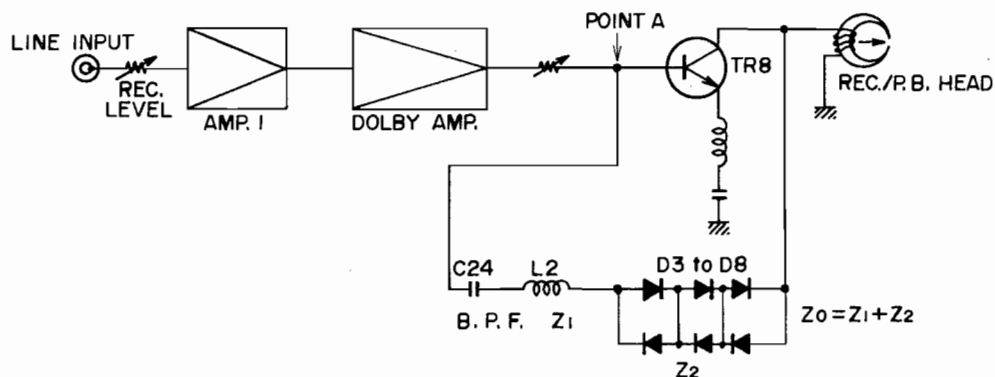 POINT A
LINE INPUT
REC.
LEVEL
AMP. 1
DOLBY AMP.
TR8
REC./P.B. HEAD
C24
L2
D3 to D8
B. P. F. Z1
Z2
Z0=Z1+Z2